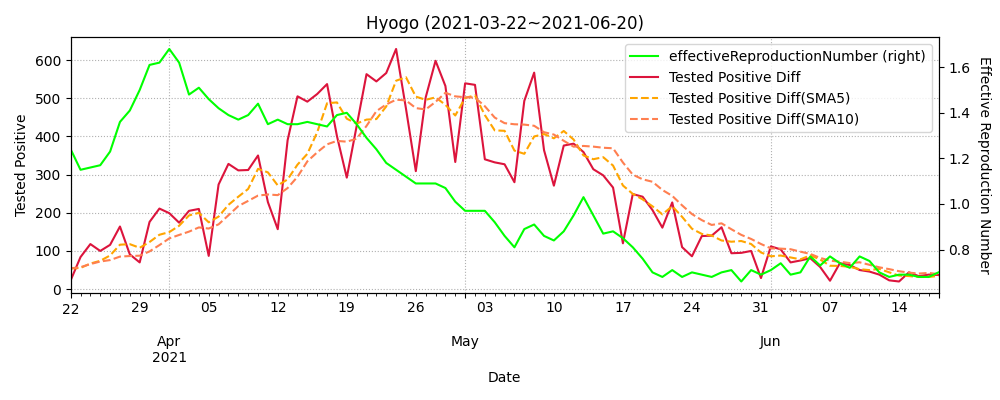 Hyogo (2021-03-22~2021-06-20)
effectiveReproductionNumber (right)
Tested Positive Diff
Tested Positive Diff(SMA5)
Tested Positive Diff(SMA10)
Tested Positive
600
500
400
300
200
100
0
1.6
1.4
1.2
1.0
0.8
Effective Reproduction Number
22 29 05 12 19 26 03 10 17 24 31 07 14
Apr May Jun
2021
Date